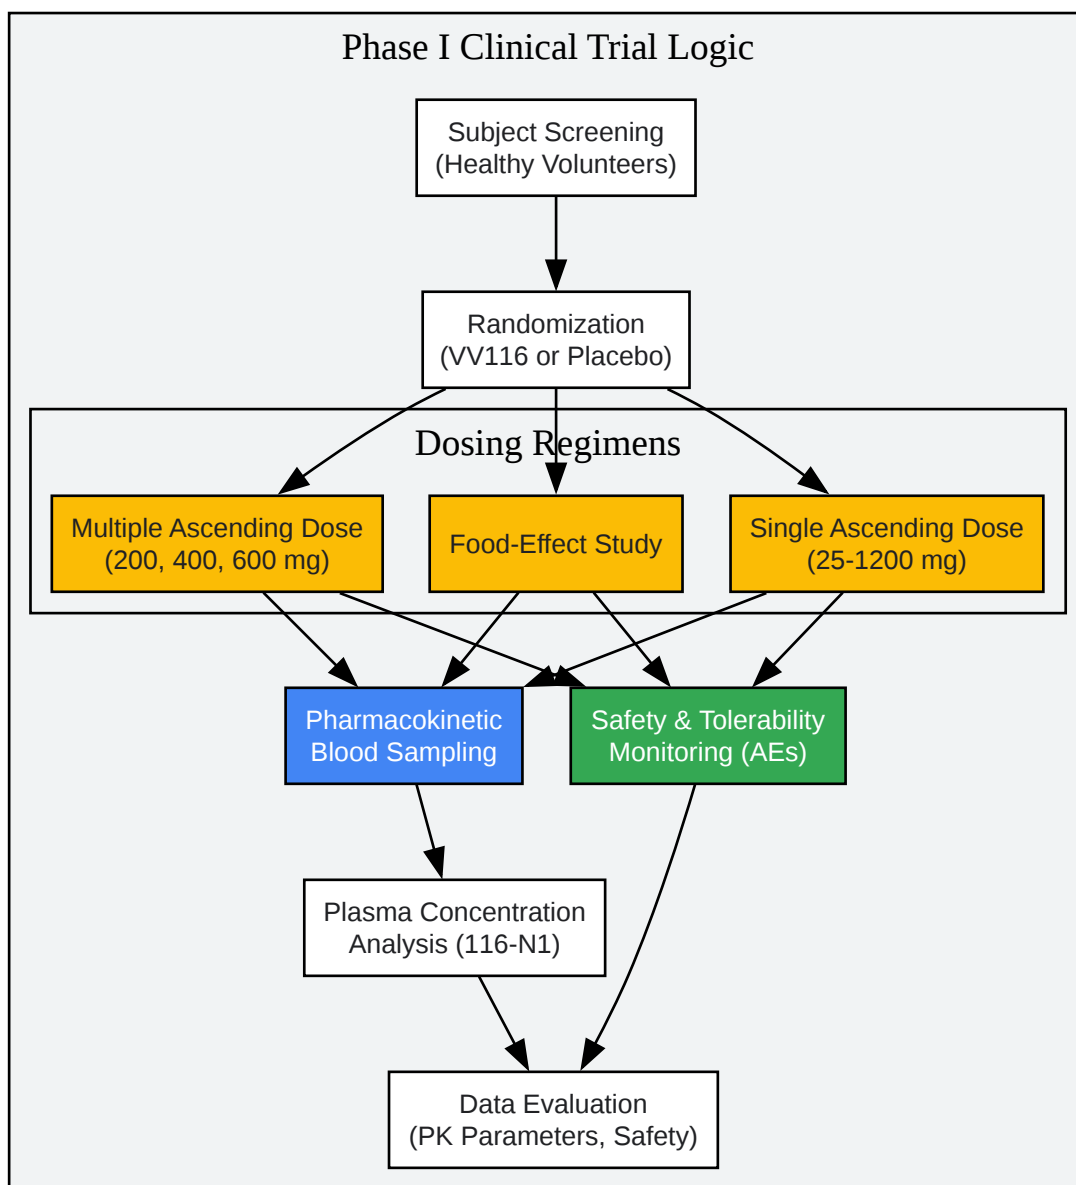 Phase I Clinical Trial Logic
Subject Screening
(Healthy Volunteers)
Randomization
(VV116 or Placebo)
Dosing Regimens
Multiple Ascending Dose
(200, 400, 600 mg)
Food-Effect Study
Single Ascending Dose
(25-1200 mg)
Pharmacokinetic
Blood Sampling
Safety & Tolerability
Monitoring (AEs)
Plasma Concentration
Analysis (116-N1)
Data Evaluation
(PK Parameters, Safety)